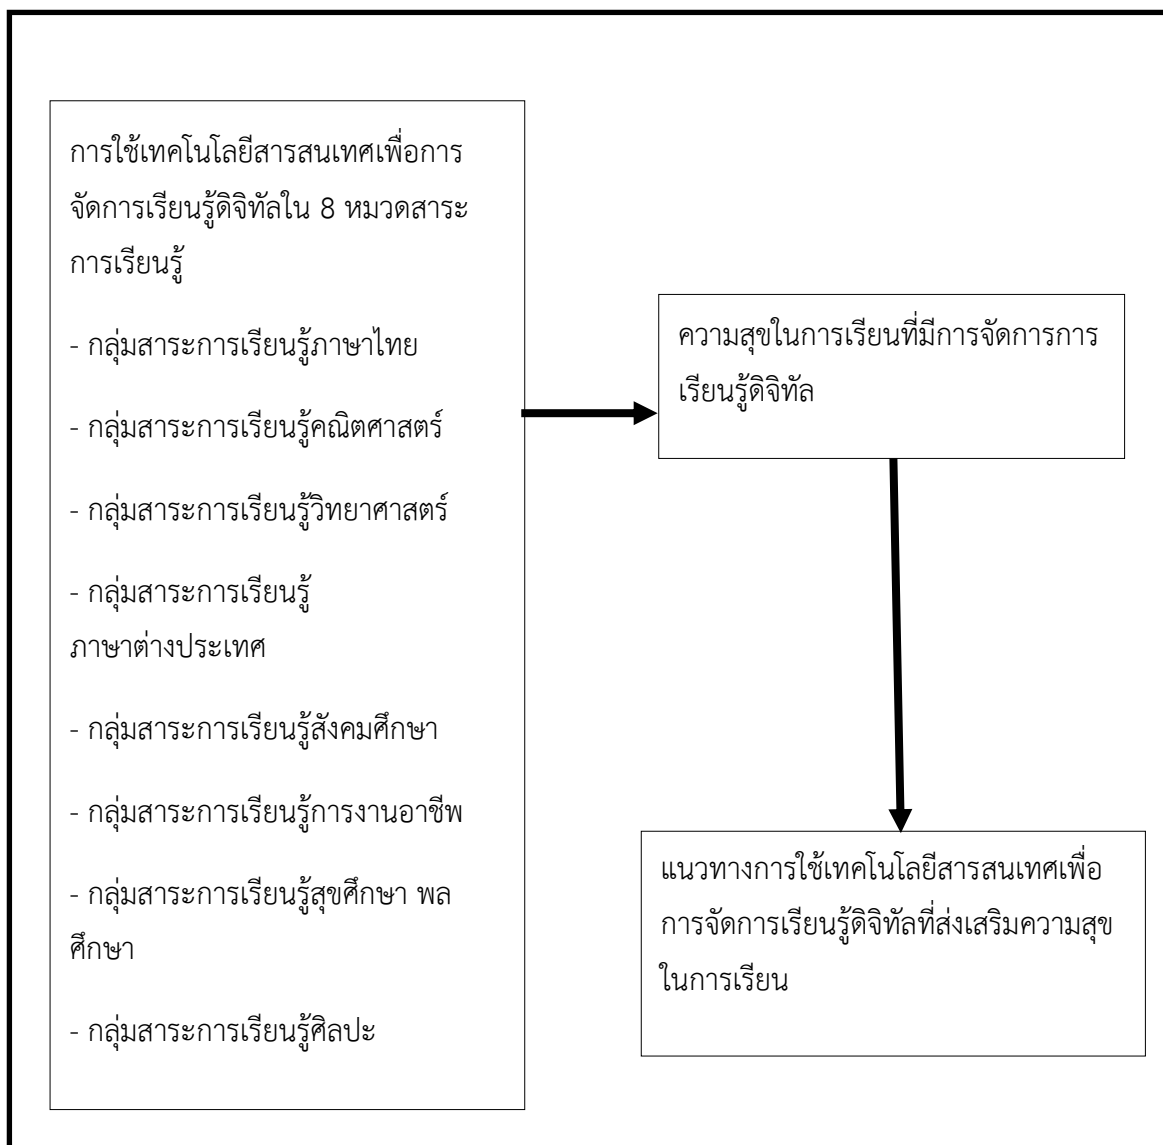 การใช้เทคโนโลยีสารสนเทศเพื่อการ
จัดการเรียนรู้ดิจิทัลใน 8 หมวดสาระ
การเรียนรู้
- กลุ่มสาระการเรียนรู้ภาษาไทย
- กลุ่มสาระการเรียนรู้คณิตศาสตร์
- กลุ่มสาระการเรียนรู้วิทยาศาสตร์
- กลุ่มสาระการเรียนรู้
ภาษาต่างประเทศ
- กลุ่มสาระการเรียนรู้สังคมศึกษา
- กลุ่มสาระการเรียนรู้การงานอาชีพ
- กลุ่มสาระการเรียนรู้สุขศึกษา พล
ศึกษา
- กลุ่มสาระการเรียนรู้ศิลปะ
ความสุขในการเรียนที่มีการจัดการการ
เรียนรู้ดิจิทัล
แนวทางการใช้เทคโนโลยีสารสนเทศเพื่อ
การจัดการเรียนรู้ดิจิทัลที่ส่งเสริมความสุข
ในการเรียน